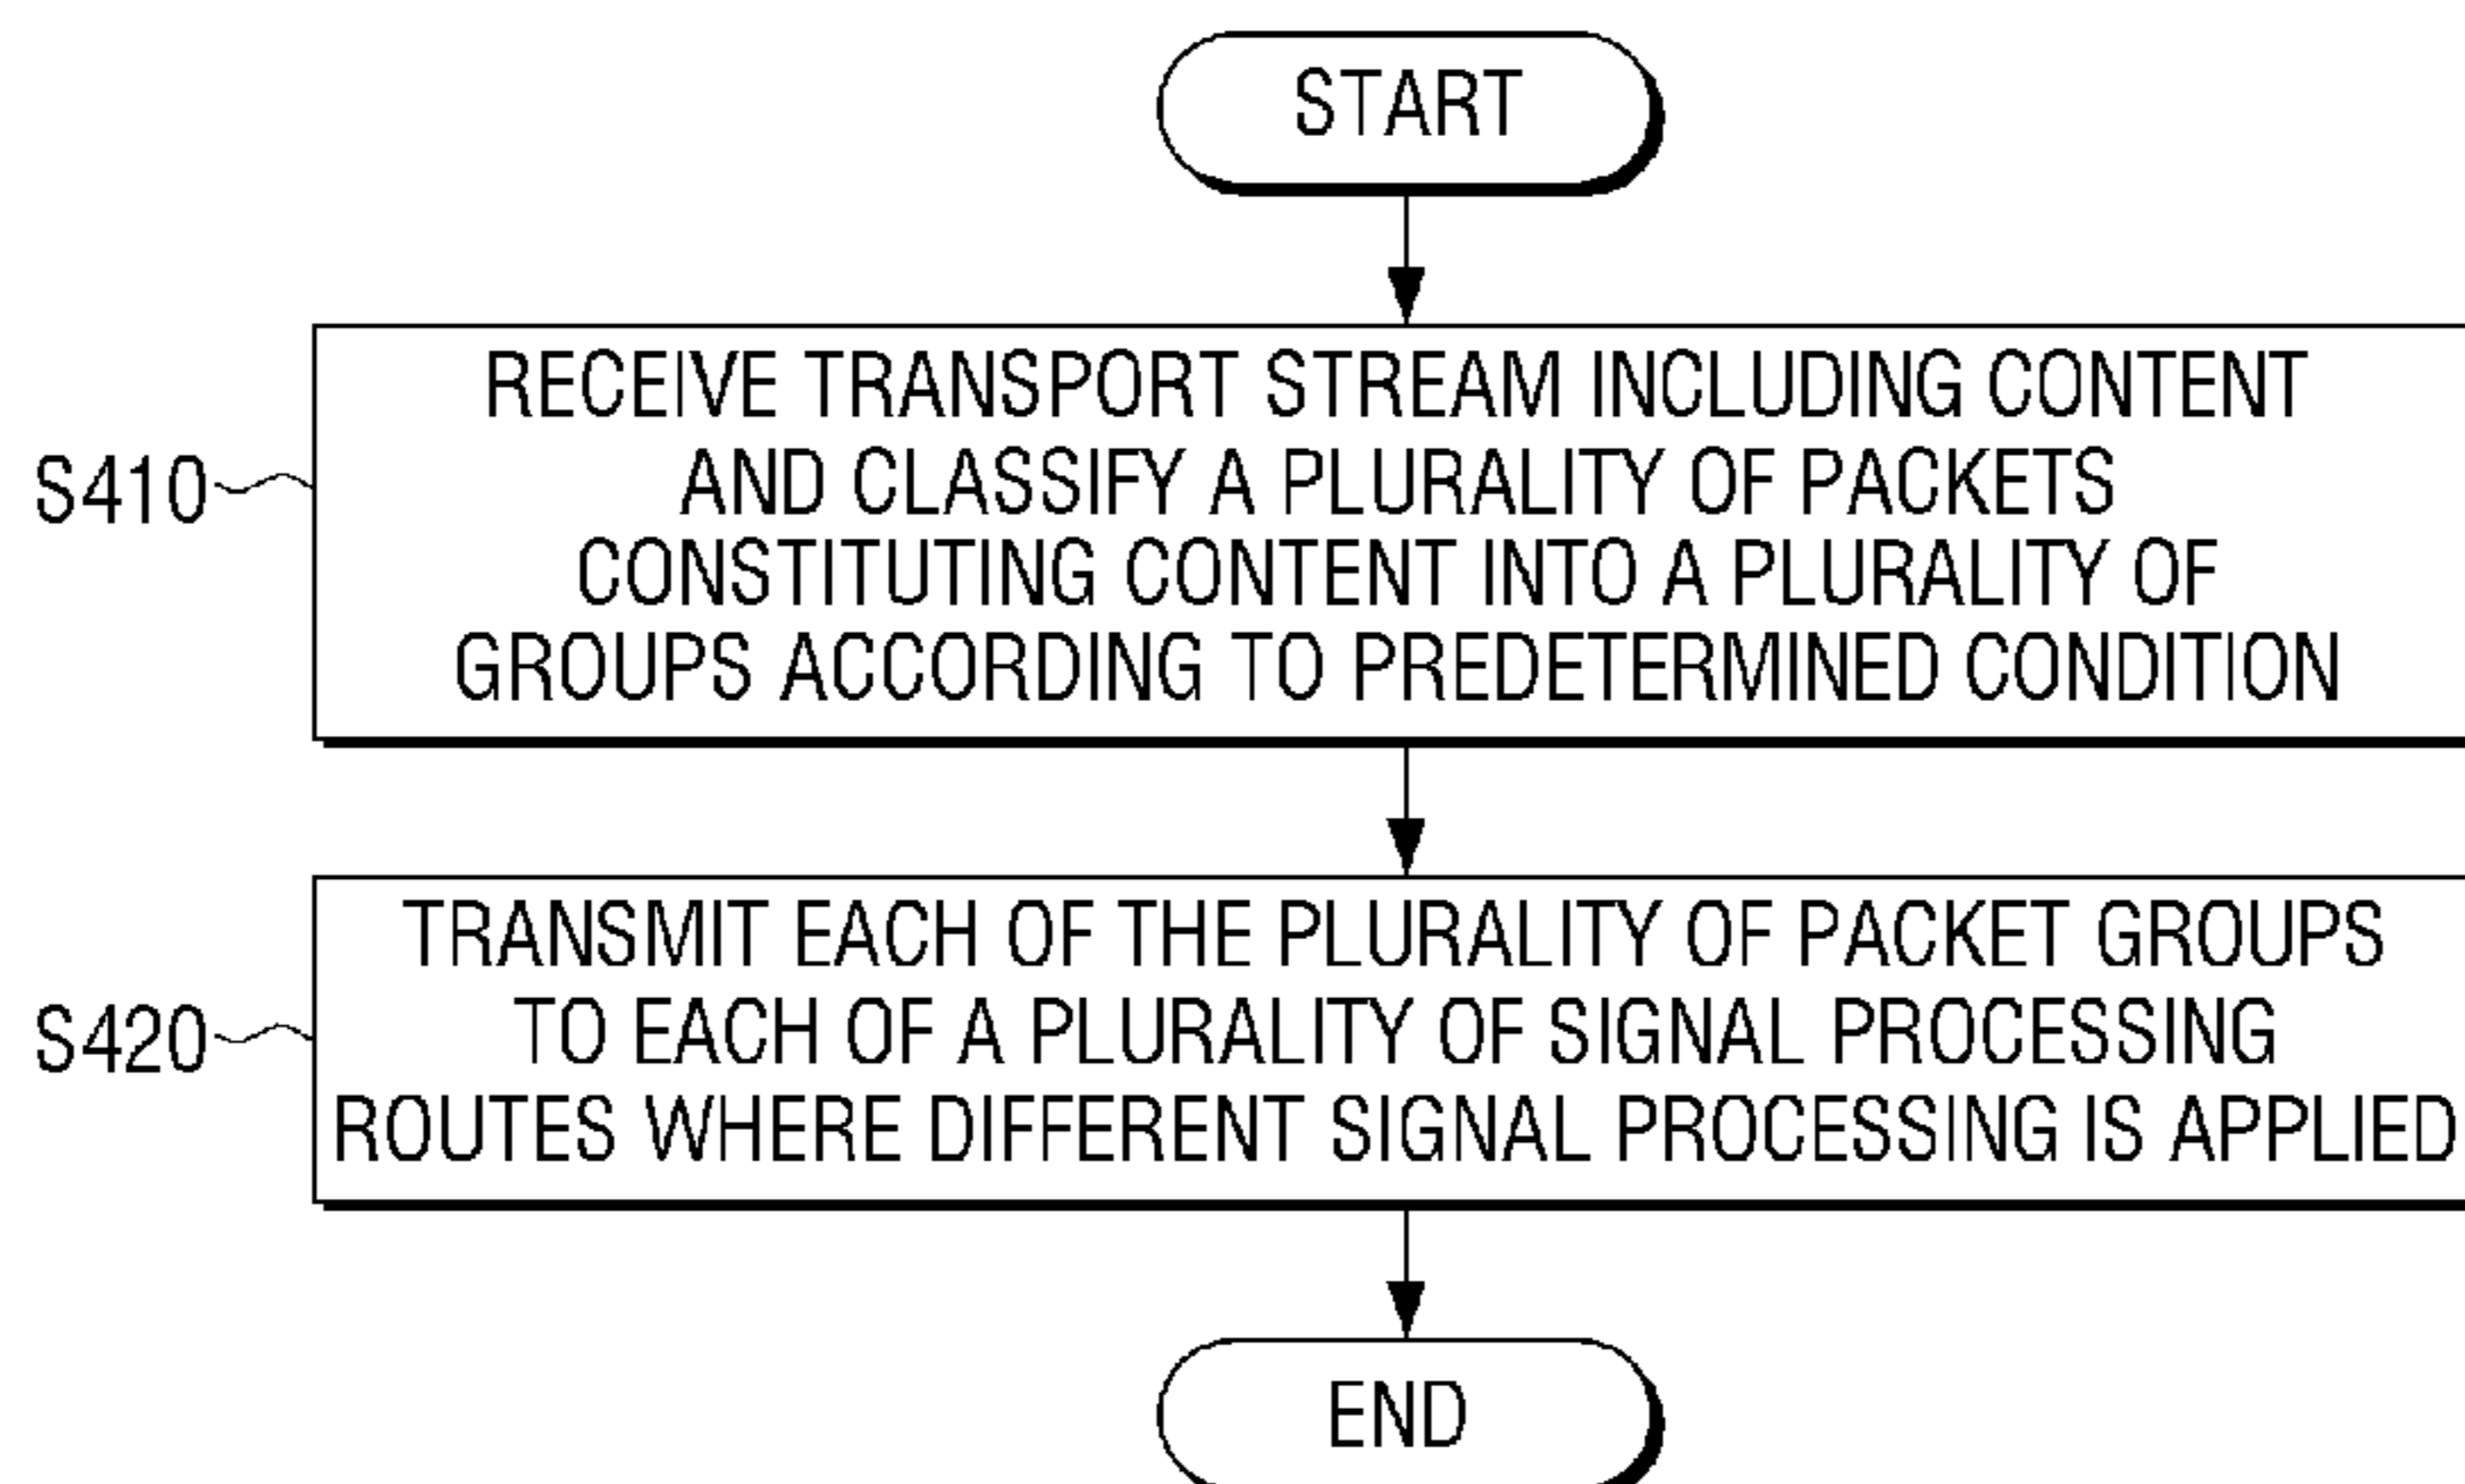 START
RECEIVE TRANSPORT STREAM INCLUDING CONTENT
AND CLASSIFY A PLURALITY OF PACKETS
S410
CONSTITUTING CONTENT INTO A PLURALITY OF
GROUPS ACCORDING TO PREDETERMINED CONDITION
TRANSMIT EACH OF THE PLURALITY OF PACKET GROUPS
S420
TO EACH OF A PLURALITY OF SIGNAL PROCESSING
ROUTES WHERE DIFFERENT SIGNAL PROCESSING IS APPLIED
END